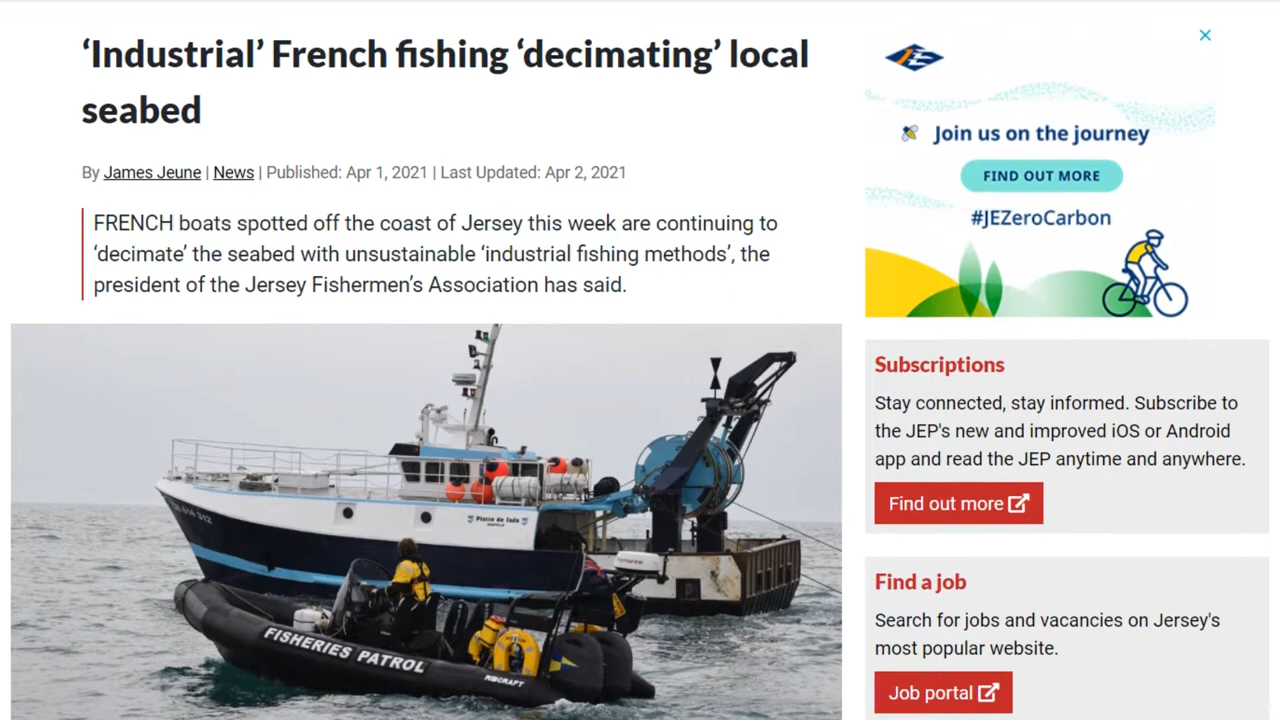 ‘Industrial’ French fishing ‘decimating’ local
seabed
By James Jeune | News | Published: Apr 1, 2021 | Last Updated: Apr 2, 2021
FRENCH boats spotted off the coast of Jersey this week are continuing to
‘decimate’ the seabed with unsustainable ‘industrial fishing methods’, the
president of the Jersey Fishermen’s Association has said.
Pierre de Jade
FISHERIES PATROL
RIBCRAFT
Join us on the journey
FIND OUT MORE
#JEZeroCarbon
Subscriptions
Stay connected, stay informed. Subscribe to
the JEP's new and improved iOS or Android
app and read the JEP anytime and anywhere.
Find out more
Find a job
Search for jobs and vacancies on Jersey's
most popular website.
Job portal